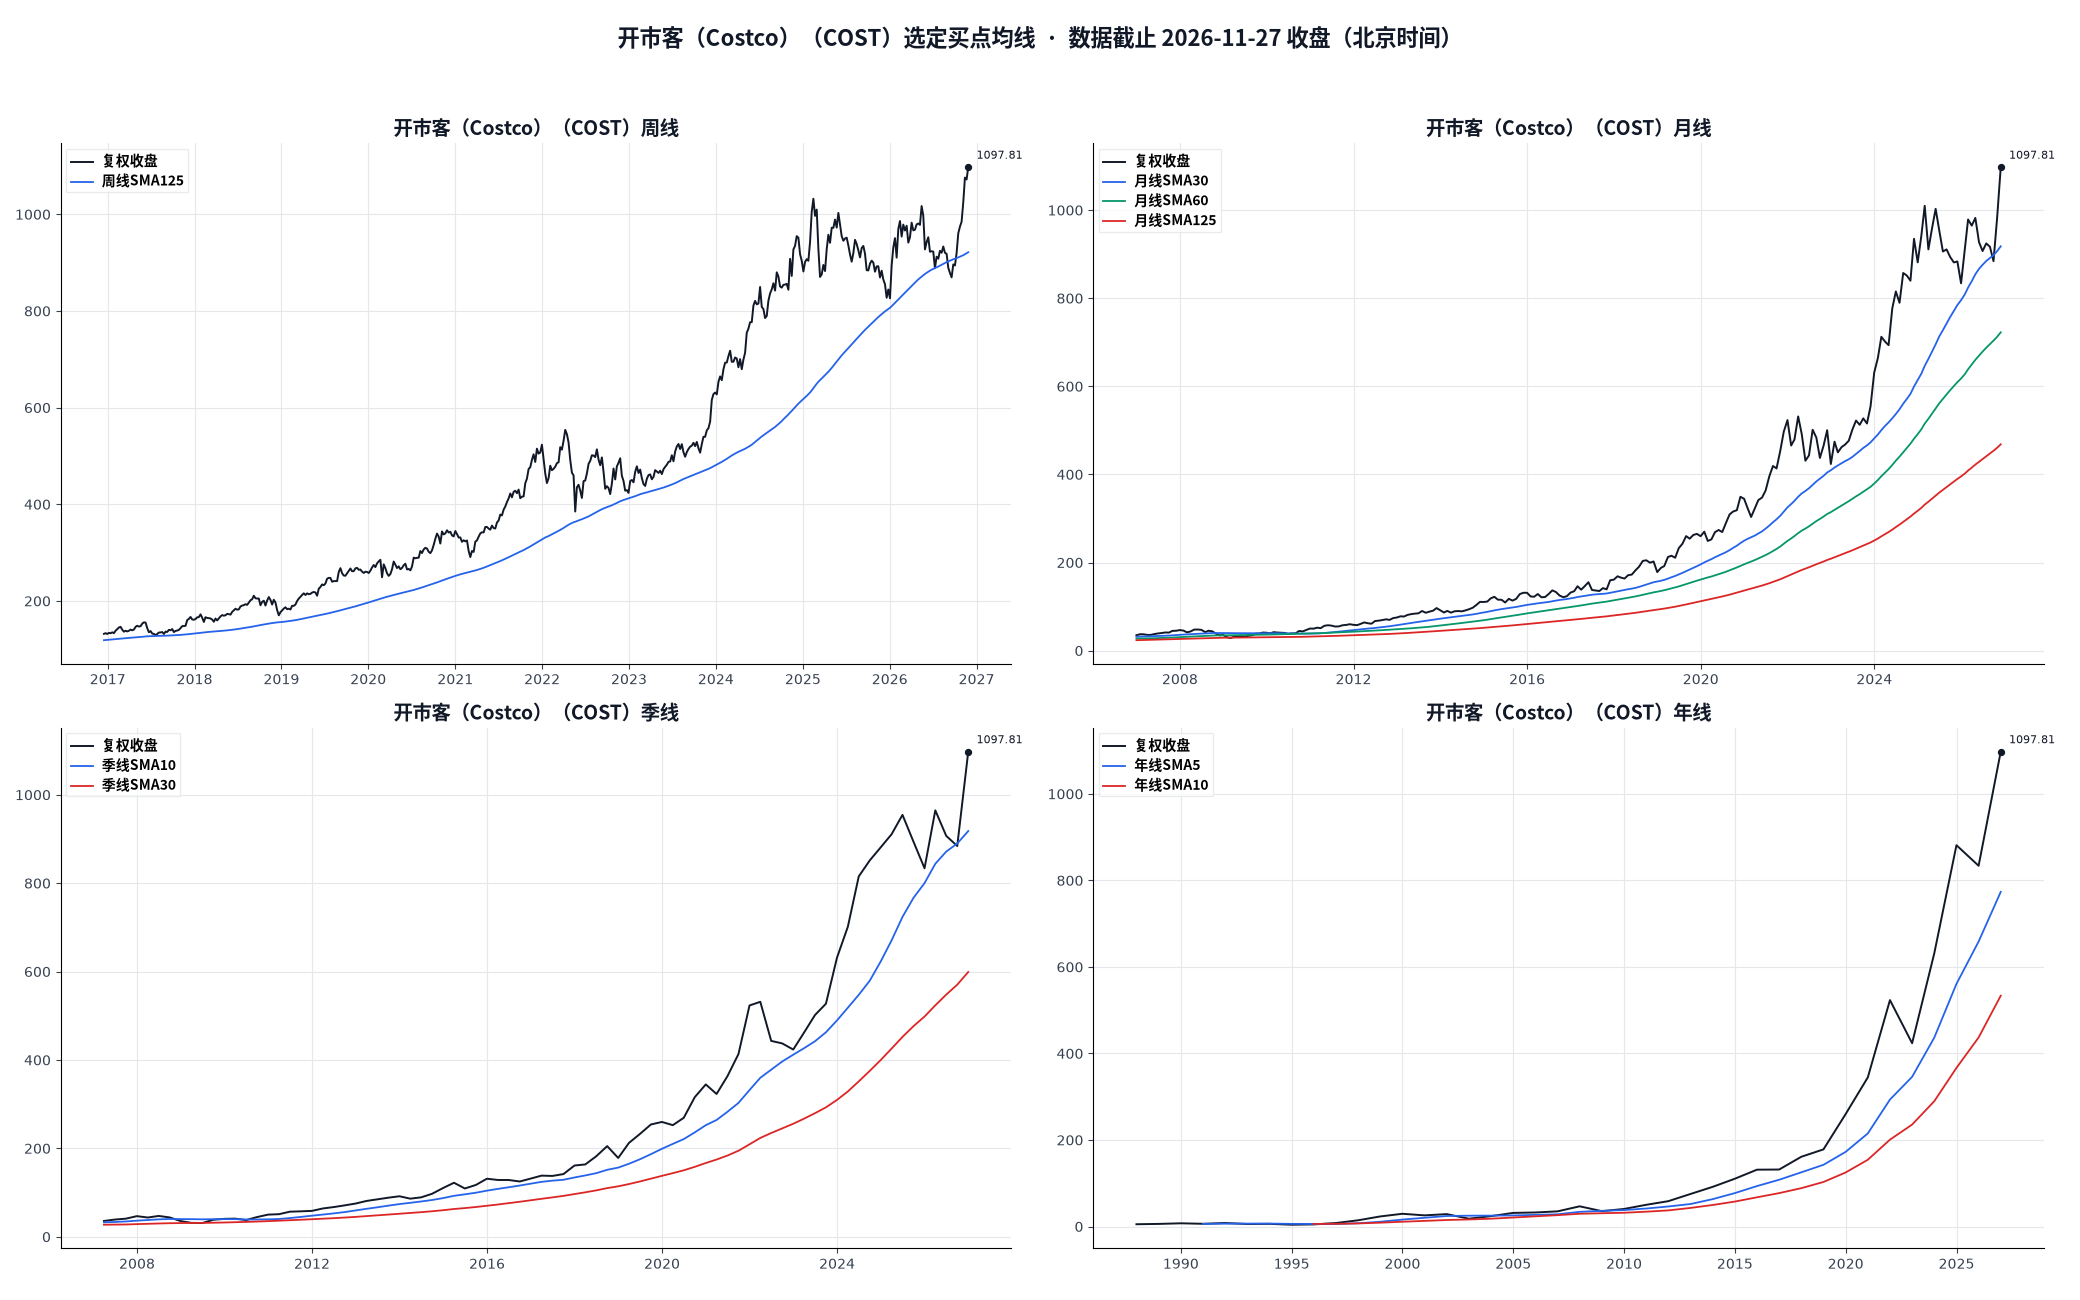 开市客（Costco）（COST）选定买点均线 · 数据截止 2026-11-27 收盘（北京时间）
开市客（Costco）（COST）周线
复权收盘
周线SMA125
1097.81
1000
800
600
400
200
2017 2018 2019 2020 2021 2022 2023 2024 2025 2026 2027
开市客（Costco）（COST）月线
复权收盘
月线SMA30
月线SMA60
月线SMA125
1097.81
1000
800
600
400
200
0
2008 2012 2016 2020 2024
开市客（Costco）（COST）季线
复权收盘
季线SMA10
季线SMA30
1097.81
1000
800
600
400
200
0
2008 2012 2016 2020 2024
开市客（Costco）（COST）年线
复权收盘
年线SMA5
年线SMA10
1097.81
1000
800
600
400
200
0
1990 1995 2000 2005 2010 2015 2020 2025